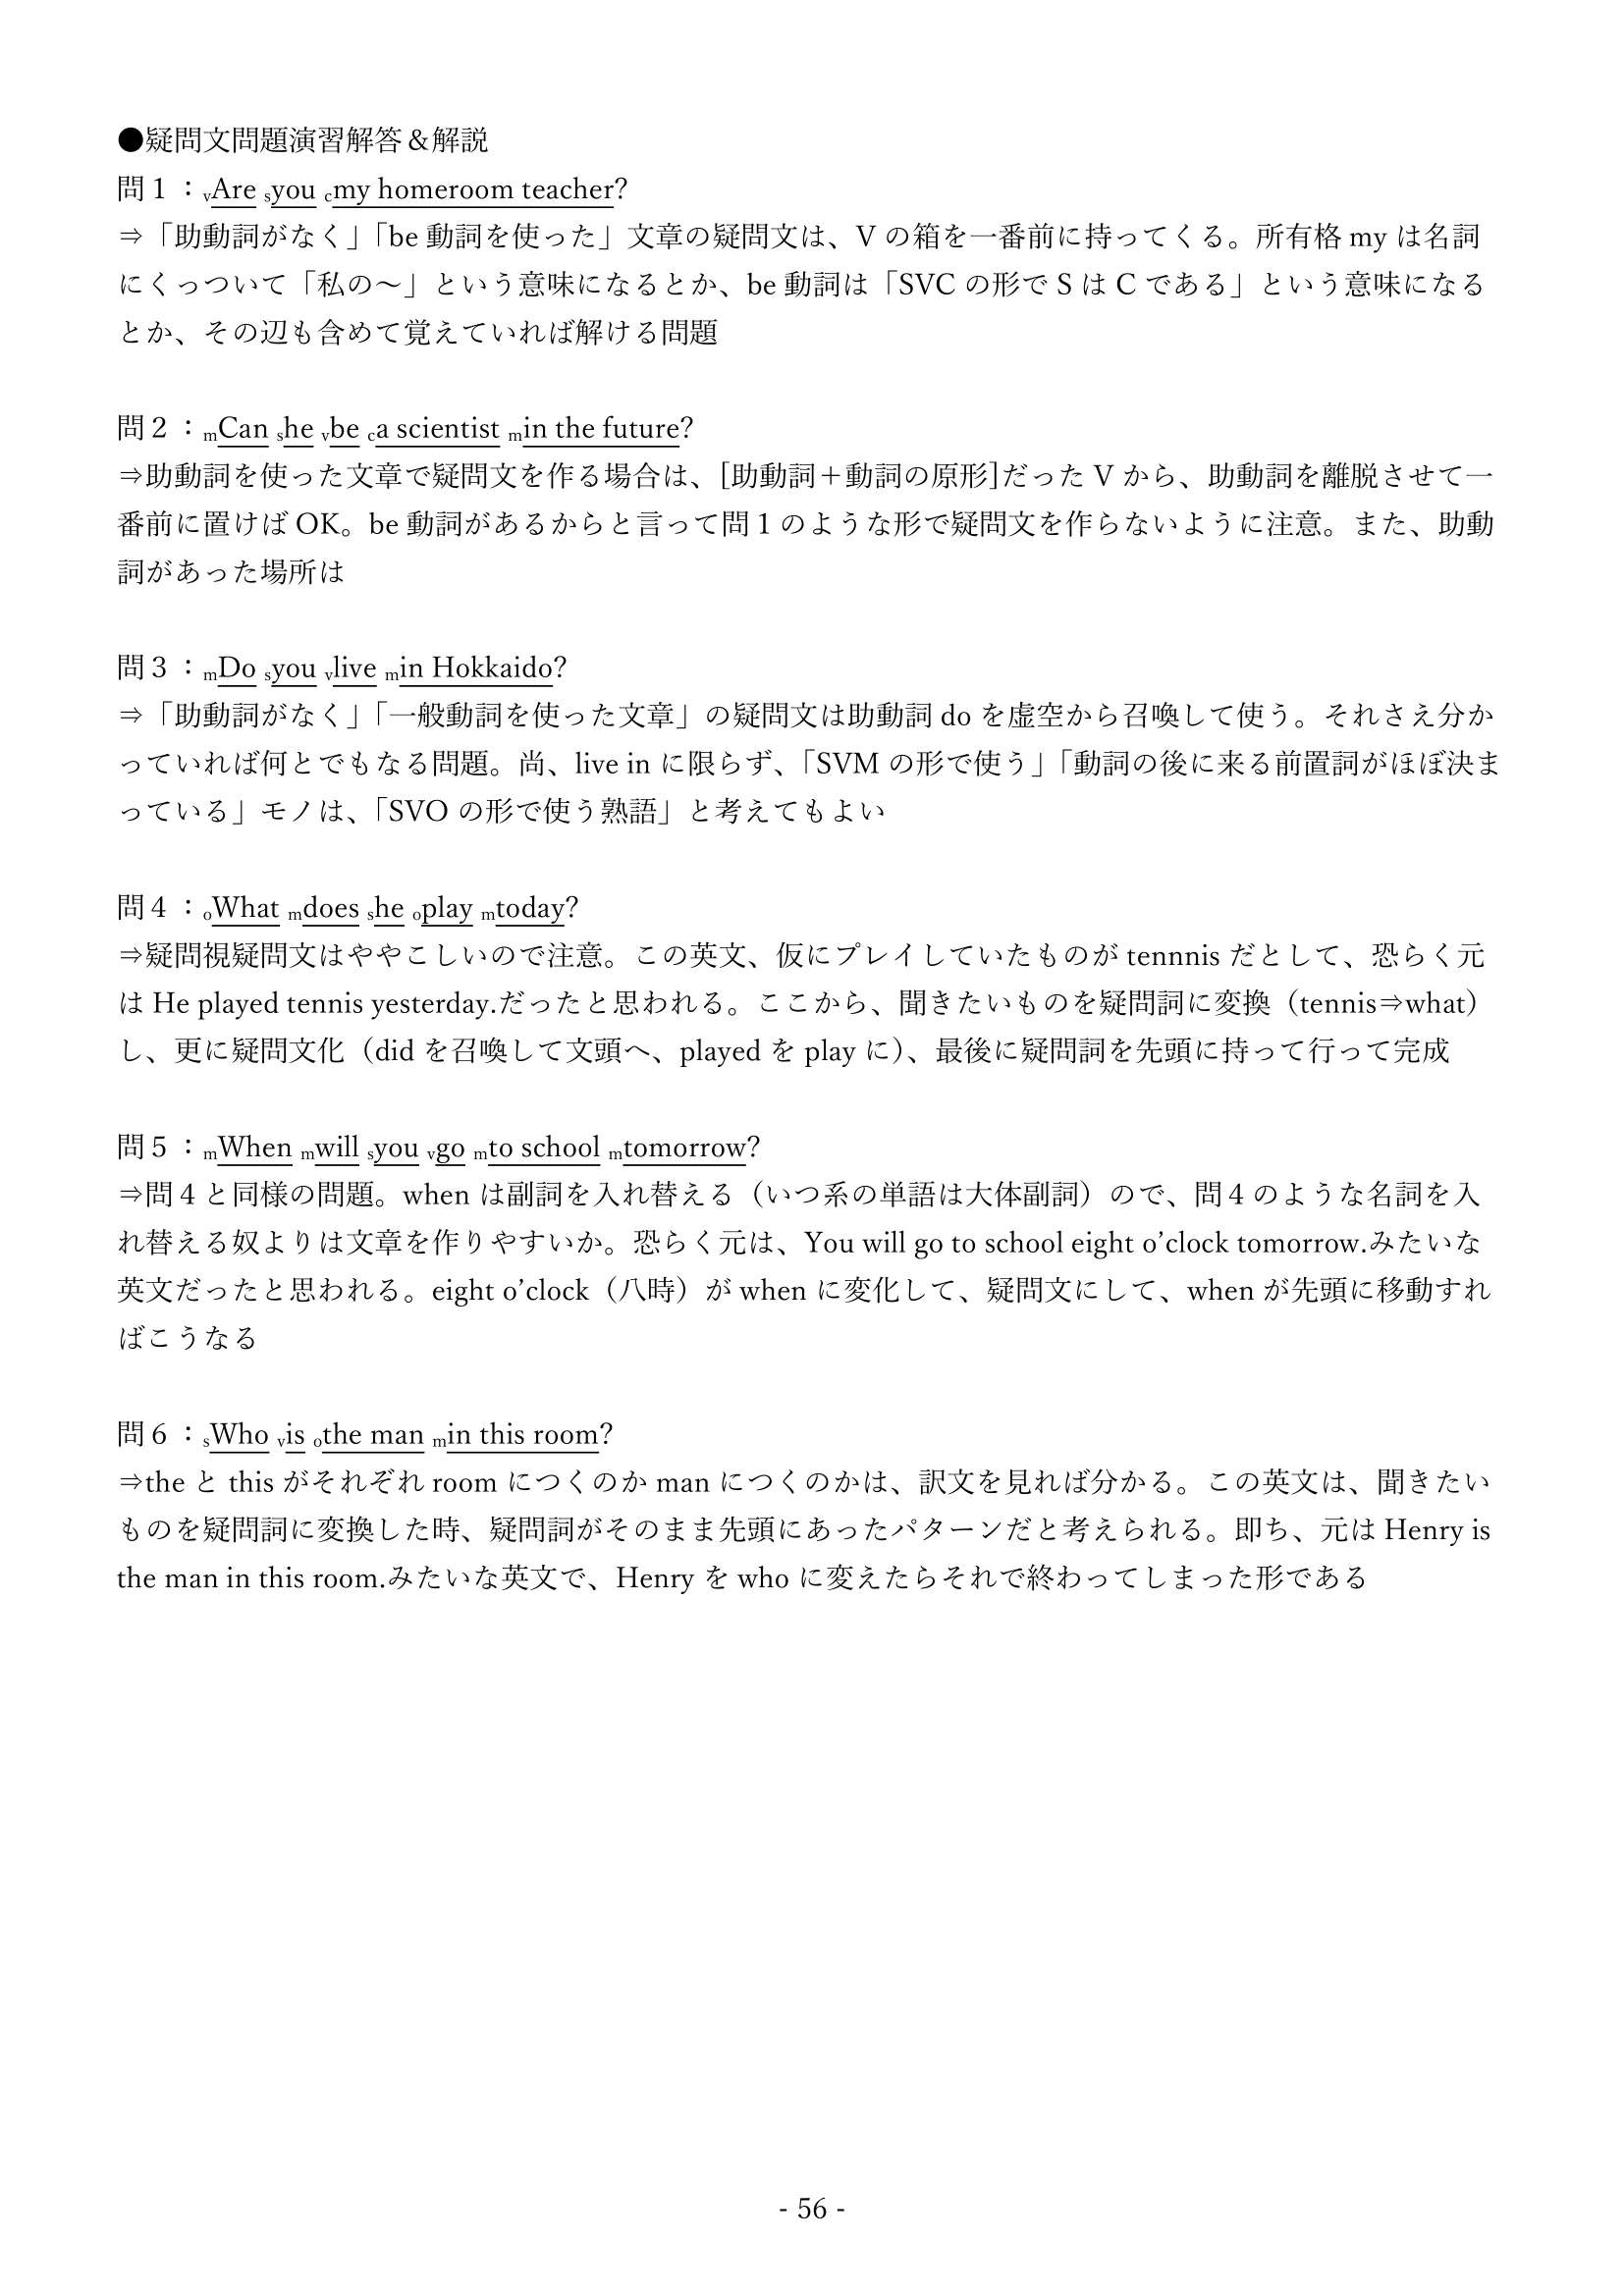 ●疑問文問題演習解答＆解説
問１：vAre syou cmy homeroom teacher?
⇒「助動詞がなく」「be 動詞を使った」文章の疑問文は、V の箱を一番前に持ってくる。所有格 my は名詞
にくっついて「私の～」という意味になるとか、be 動詞は「SVC の形で S は C である」という意味になる
とか、その辺も含めて覚えていれば解ける問題
問２：mCan she vbe ca scientist min the future?
⇒助動詞を使った文章で疑問文を作る場合は、[助動詞＋動詞の原形]だった V から、助動詞を離脱させて一
番前に置けば OK。be 動詞があるからと言って問１のような形で疑問文を作らないように注意。また、助動
詞があった場所は
問３：mDo syou vlive min Hokkaido?
⇒「助動詞がなく」「一般動詞を使った文章」の疑問文は助動詞 do を虚空から召喚して使う。それさえ分か
っていれば何とでもなる問題。尚、live in に限らず、「SVM の形で使う」「動詞の後に来る前置詞がほぼ決ま
っている」モノは、「SVO の形で使う熟語」と考えてもよい
問４：oWhat mdoes she oplay mtoday?
⇒疑問視疑問文はややこしいので注意。この英文、仮にプレイしていたものが tennnis だとして、恐らく元
は He played tennis yesterday.だったと思われる。ここから、聞きたいものを疑問詞に変換（tennis⇒what）
し、更に疑問文化（did を召喚して文頭へ、played を play に）、最後に疑問詞を先頭に持って行って完成
問５：mWhen mwill syou vgo mto school mtomorrow?
⇒問４と同様の問題。when は副詞を入れ替える（いつ系の単語は大体副詞）ので、問４のような名詞を入
れ替える奴よりは文章を作りやすいか。恐らく元は、You will go to school eight o’clock tomorrow.みたいな
英文だったと思われる。eight o’clock（八時）が when に変化して、疑問文にして、when が先頭に移動すれ
ばこうなる
問６：sWho vis othe man min this room?
⇒the と this がそれぞれ room につくのか man につくのかは、訳文を見れば分かる。この英文は、聞きたい
ものを疑問詞に変換した時、疑問詞がそのまま先頭にあったパターンだと考えられる。即ち、元は Henry is
the man in this room.みたいな英文で、Henry を who に変えたらそれで終わってしまった形である
- 56 -